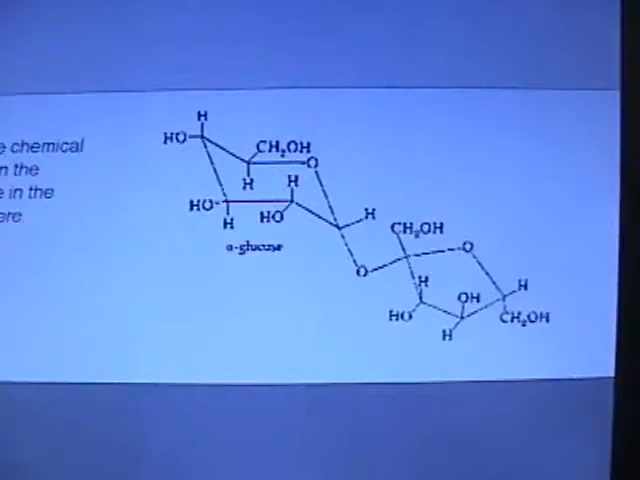 e chemical
n the
e in the
ere
H
HO
CH₂OH
O
H
H
HO
H
HO
H
α-glucose
CH₂OH
O
O
H
H
OH
HO
CH₂OH
H